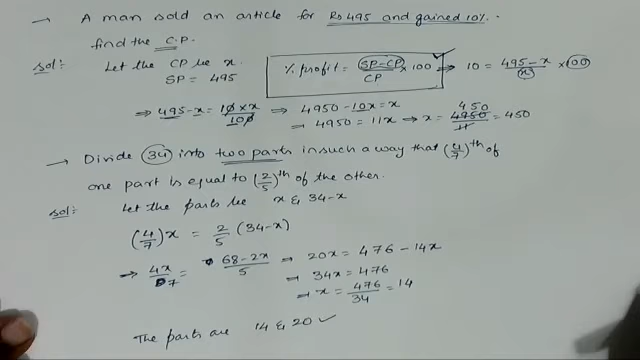 → A man sold an article for Rs 495 and gained 10%.
find the C.P.
Sol: Let the CP be x.
SP = 495
% profit = (SP-CP)/CP × 100 ⇒ 10 = (495-x)/x × 100
⇒ 495-x = (10 × x)/100 ⇒ 4950-10x = x
⇒ 4950 = 11x ⇒ x = 4950/11 = 450
450
→ Divide 34 into two parts in such a way that (4/7)th of
one part is equal to (2/5)th of the other.
Sol: Let the parts be x & 34-x
(4/7)x = 2/5 (34-x)
⇒ 4x/7 = (68-2x)/5 ⇒ 20x = 476-14x
⇒ 34x = 476
⇒ x = 476/34 = 14
The parts are 14 & 20 ✓